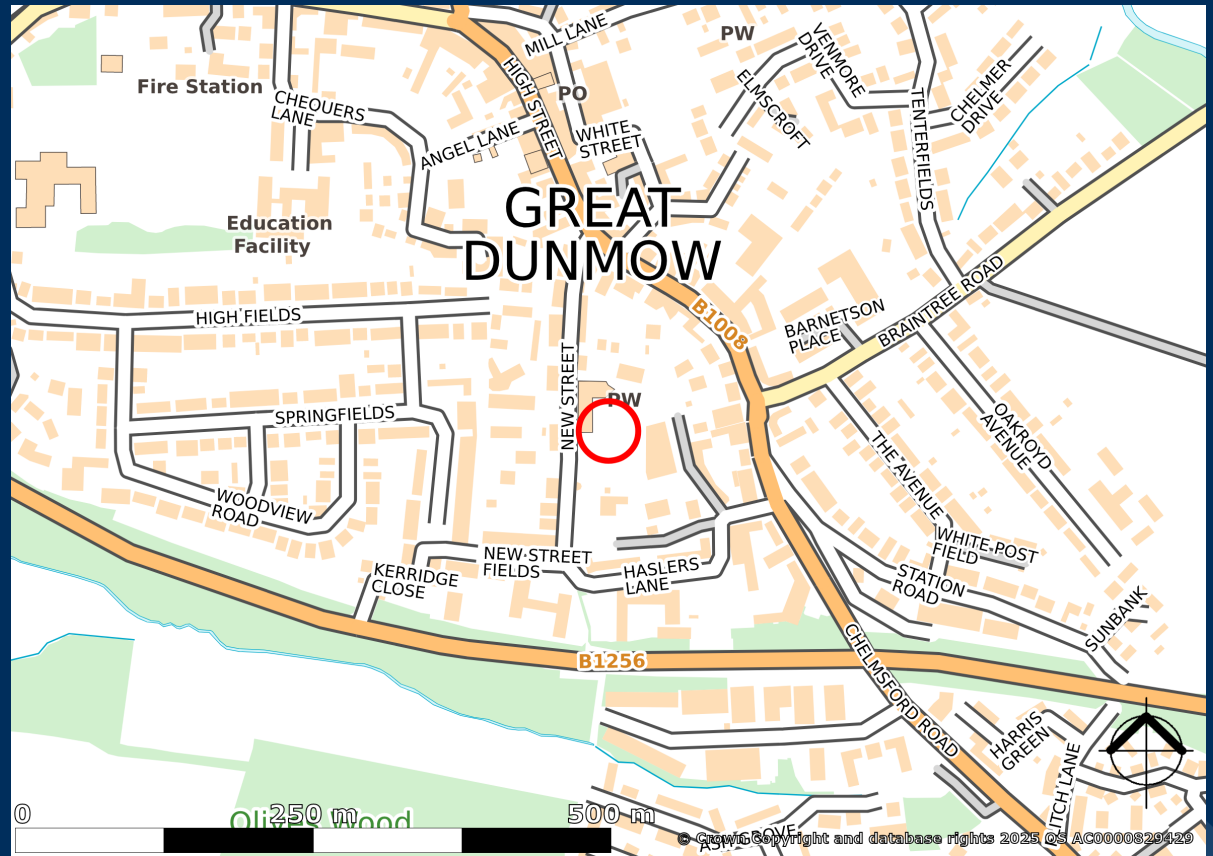 MILL LANE
PW
VENMORE
DRIVE
HIGH STREET
Fire Station
PO
CHEQUERS
LANE
ELMSCROFT
TENTERFIELDS
CHELMER
DRIVE
ANGEL LANE
WHITE
STREET
GREAT
DUNMOW
Education
Facility
HIGH FIELDS
B1008
BARNETSON
PLACE
BRAINTREE ROAD
NEW STREET
PW
SPRINGFIELDS
OAKROYD
AVENUE
THE AVENUE
WOODVIEW
ROAD
WHITE POST
FIELD
NEW STREET
FIELDS
KERRIDGE
CLOSE
HASLERS
LANE
STATION
ROAD
SUNBANK
B1256
CHELMSFORD ROAD
HARRIS
GREEN
0
250 m
500 m
Olives Wood
© Crown copyright and database rights 2025 OS AC0000829429